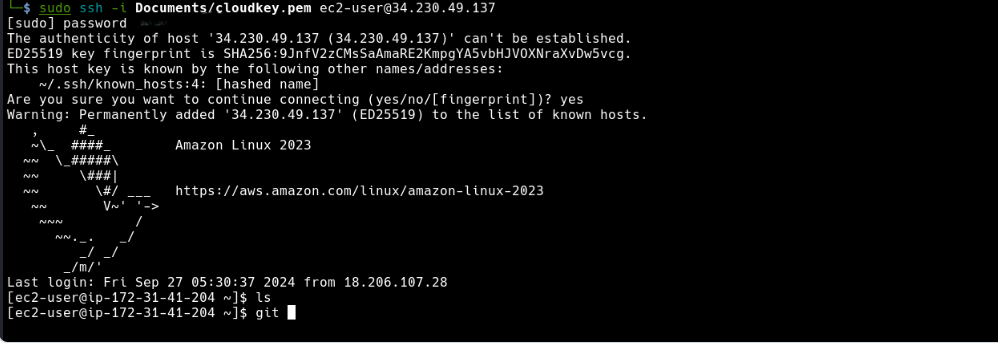 └─$ sudo ssh -i Documents/cloudkey.pem ec2-user@34.230.49.137
[sudo] password
The authenticity of host '34.230.49.137 (34.230.49.137)' can't be established.
ED25519 key fingerprint is SHA256:9JnfV2zCMsSaAmaRE2KmpgYA5vbHJVOXNraXvDw5vcg.
This host key is known by the following other names/addresses:
    ~/.ssh/known_hosts:4: [hashed name]
Are you sure you want to continue connecting (yes/no/[fingerprint])? yes
Warning: Permanently added '34.230.49.137' (ED25519) to the list of known hosts.
   ,     #_
   ~\_  ####_        Amazon Linux 2023
  ~~  \_#####\
  ~~     \###|
  ~~       \#/ ___   https://aws.amazon.com/linux/amazon-linux-2023
   ~~       V~' '->
    ~~~         /
      ~~._.   _/
         _/ _/
       _/m/'
Last login: Fri Sep 27 05:30:37 2024 from 18.206.107.28
[ec2-user@ip-172-31-41-204 ~]$ ls
[ec2-user@ip-172-31-41-204 ~]$ git